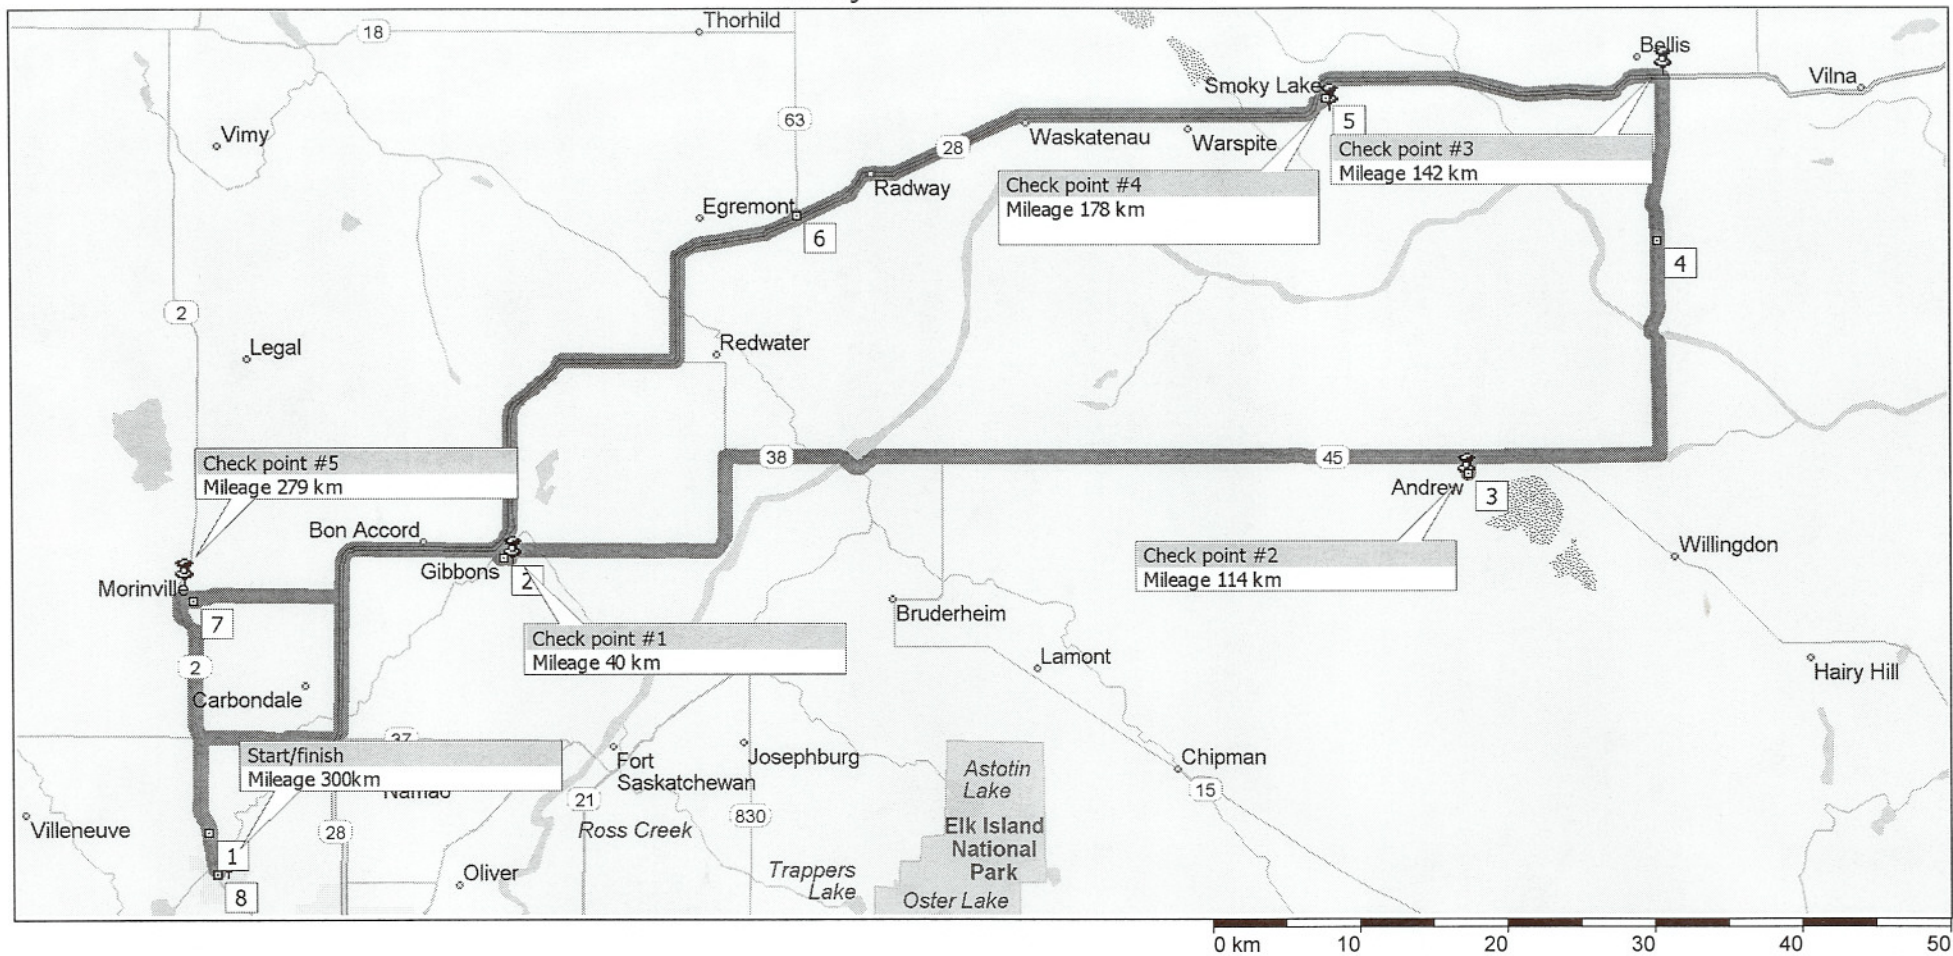 Thorhild
18
Bellis
Vilna
Smoky Lake
63
5
Vimy
Waskatenau
Warspite
28
Check point #3
Mileage 142 km
Radway
Check point #4
Mileage 178 km
Egremont
6
4
2
Legal
Redwater
Check point #5
Mileage 279 km
38
45
Andrew
3
Bon Accord
Gibbons
2
Check point #2
Mileage 114 km
Willingdon
Morinville
7
Bruderheim
Check point #1
Mileage 40 km
2
Lamont
Hairy Hill
Carbondale
37
Start/finish
Mileage 300km
Namao
Fort
Saskatchewan
Josephburg
Astotin
Lake
Chipman
15
21
830
Villeneuve
28
Ross Creek
Elk Island
National
Park
1
Oliver
Trappers
Lake
Oster Lake
8
0 km
10
20
30
40
50